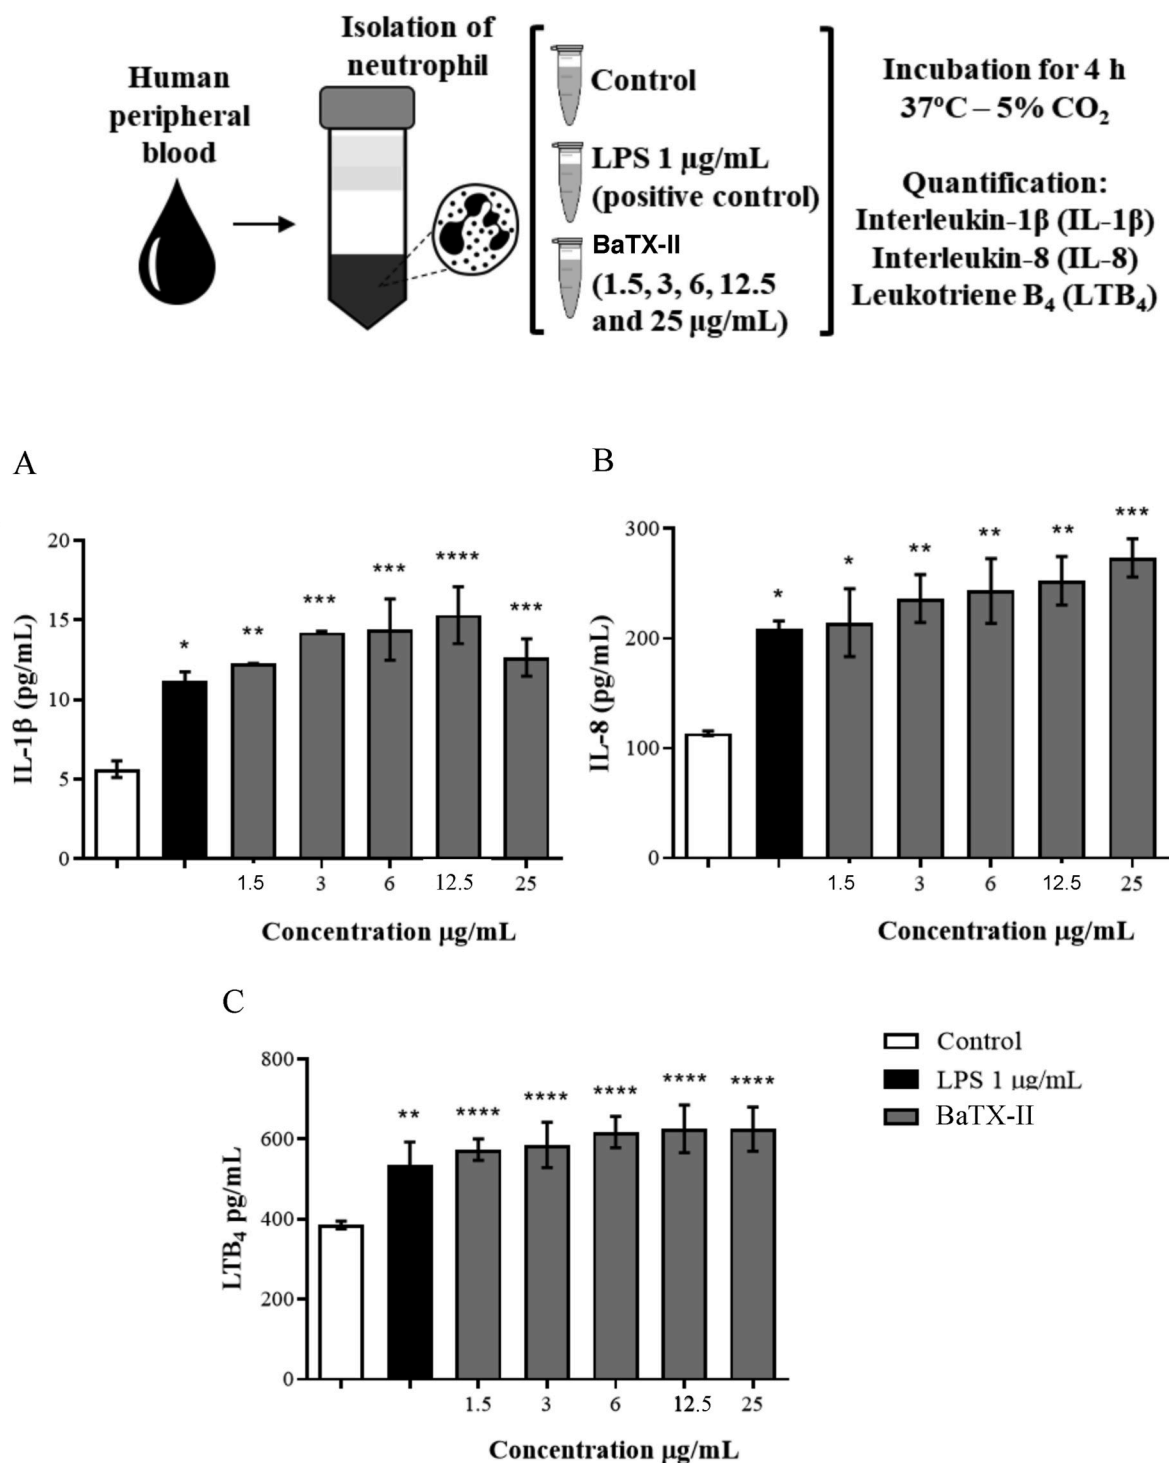 Human
peripheral
blood
Isolation of
neutrophil
Control
LPS 1 μg/mL
(positive control)
BaTX-II
(1.5, 3, 6, 12.5
and 25 μg/mL)
Incubation for 4 h
37ºC – 5% CO₂
Quantification:
Interleukin-1β (IL-1β)
Interleukin-8 (IL-8)
Leukotriene B₄ (LTB₄)
A
IL-1β (pg/mL)
20
15
10
5
0
* ** *** *** **** ***
1.5 3 6 12.5 25
Concentration μg/mL
B
IL-8 (pg/mL)
300
200
100
0
* * ** ** ** ***
1.5 3 6 12.5 25
Concentration μg/mL
C
LTB₄ pg/mL
800
600
400
200
0
** **** **** **** **** ****
1.5 3 6 12.5 25
Concentration μg/mL
Control
LPS 1 μg/mL
BaTX-II